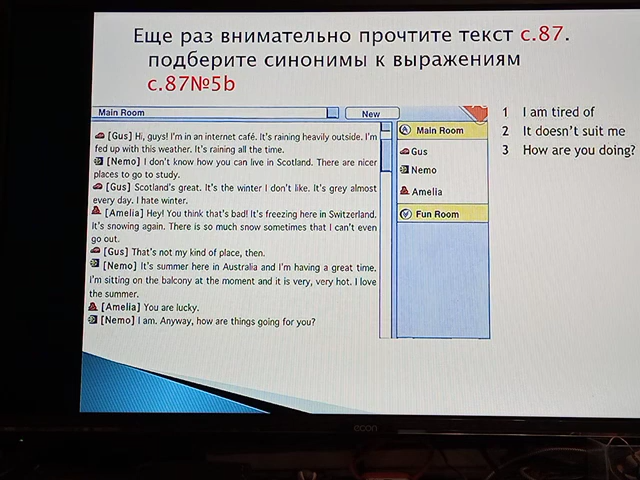 Еще раз внимательно прочтите текст с.87.
подберите синонимы к выражениям
с.87№5b
Main Room
New
[Gus] Hi, guys! I'm in an internet café. It's raining heavily outside. I'm
fed up with this weather. It's raining all the time.
[Nemo] I don't know how you can live in Scotland. There are nicer
places to go to study.
[Gus] Scotland's great. It's the winter I don't like. It's grey almost
every day. I hate winter.
[Amelia] Hey! You think that's bad! It's freezing here in Switzerland.
It's snowing again. There is so much snow sometimes that I can't even
go out.
[Gus] That's not my kind of place, then.
[Nemo] It's summer here in Australia and I'm having a great time.
I'm sitting on the balcony at the moment and it is very, very hot. I love
the summer.
[Amelia] You are lucky.
[Nemo] I am. Anyway, how are things going for you?
Main Room
Gus
Nemo
Amelia
Fun Room
1 I am tired of
2 It doesn't suit me
3 How are you doing?
econ